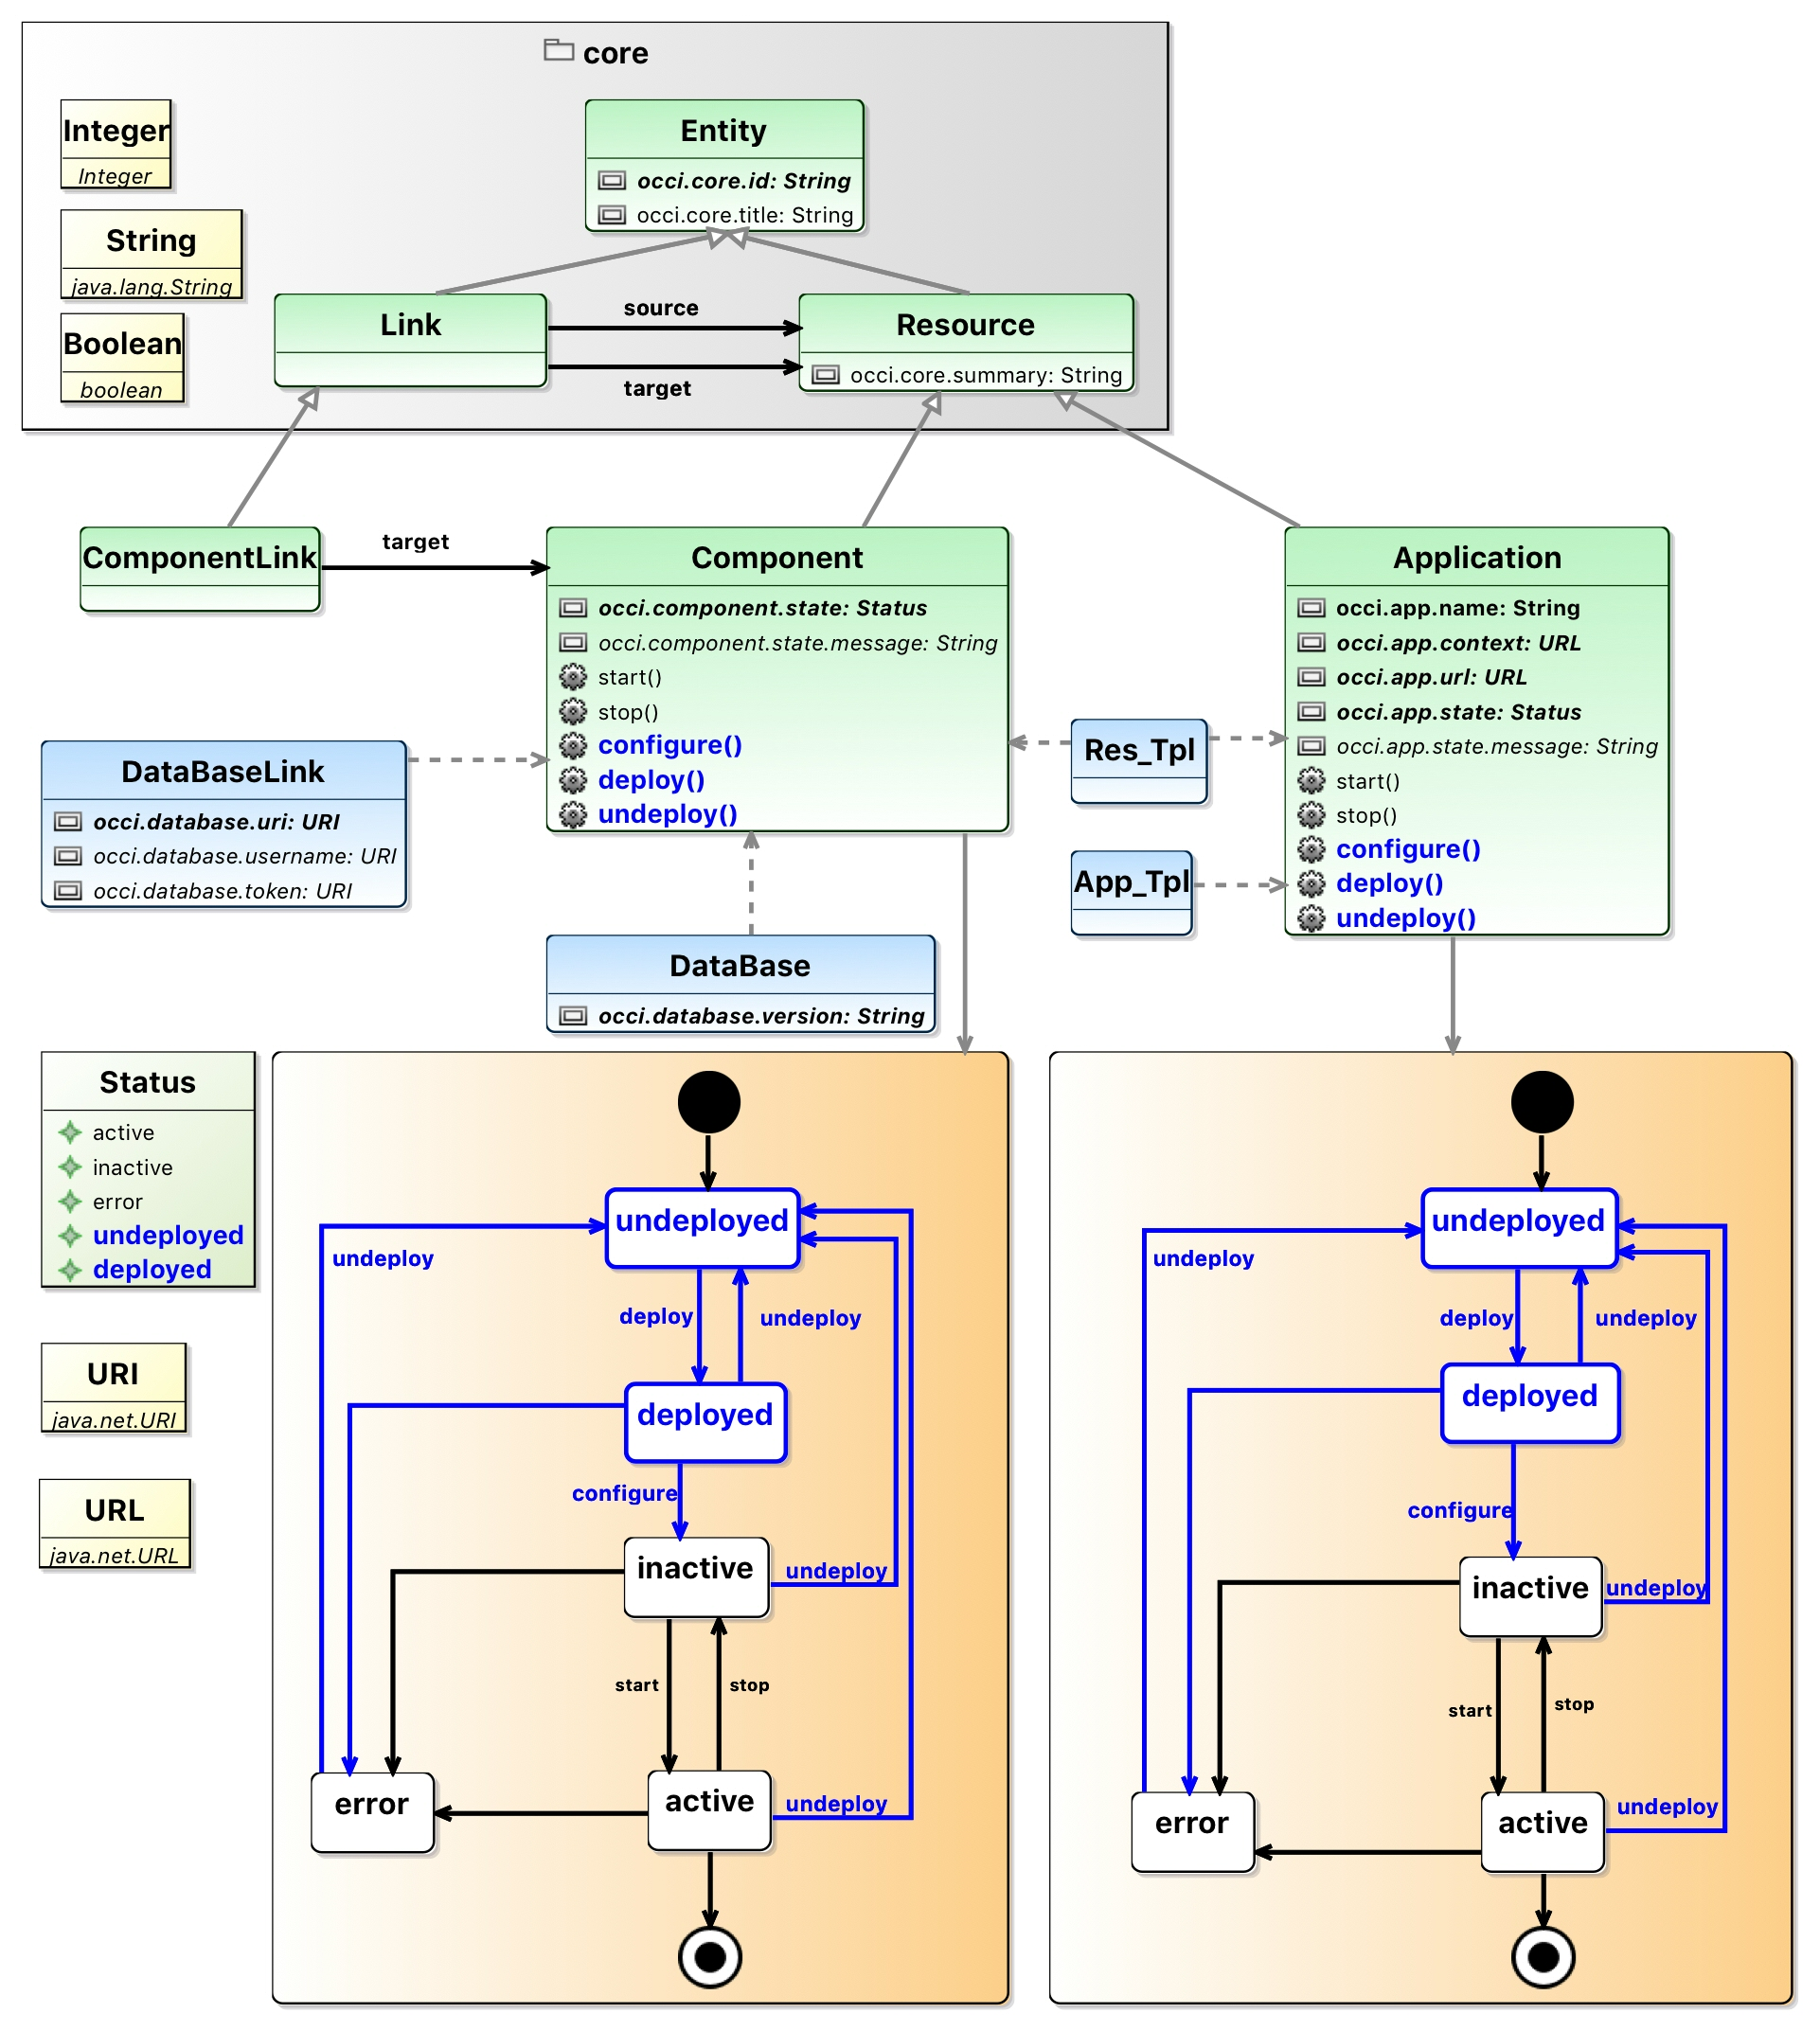 core
Integer
Integer
String
java.lang.String
Boolean
boolean
Entity
occi.core.id: String
occi.core.title: String
Link
source
target
Resource
occi.core.summary: String
ComponentLink
target
Component
occi.component.state: Status
occi.component.state.message: String
start()
stop()
configure()
deploy()
undeploy()
Application
occi.app.name: String
occi.app.context: URL
occi.app.url: URL
occi.app.state: Status
occi.app.state.message: String
start()
stop()
configure()
deploy()
undeploy()
Res_Tpl
App_Tpl
DataBaseLink
occi.database.uri: URI
occi.database.username: URI
occi.database.token: URI
DataBase
occi.database.version: String
Status
active
inactive
error
undeployed
deployed
URI
java.net.URI
URL
java.net.URL
undeployed
undeploy
deploy
undeploy
deployed
configure
inactive
undeploy
start
stop
error
active
undeploy
undeployed
undeploy
deploy
undeploy
deployed
configure
inactive
undeploy
start
stop
error
active
undeploy